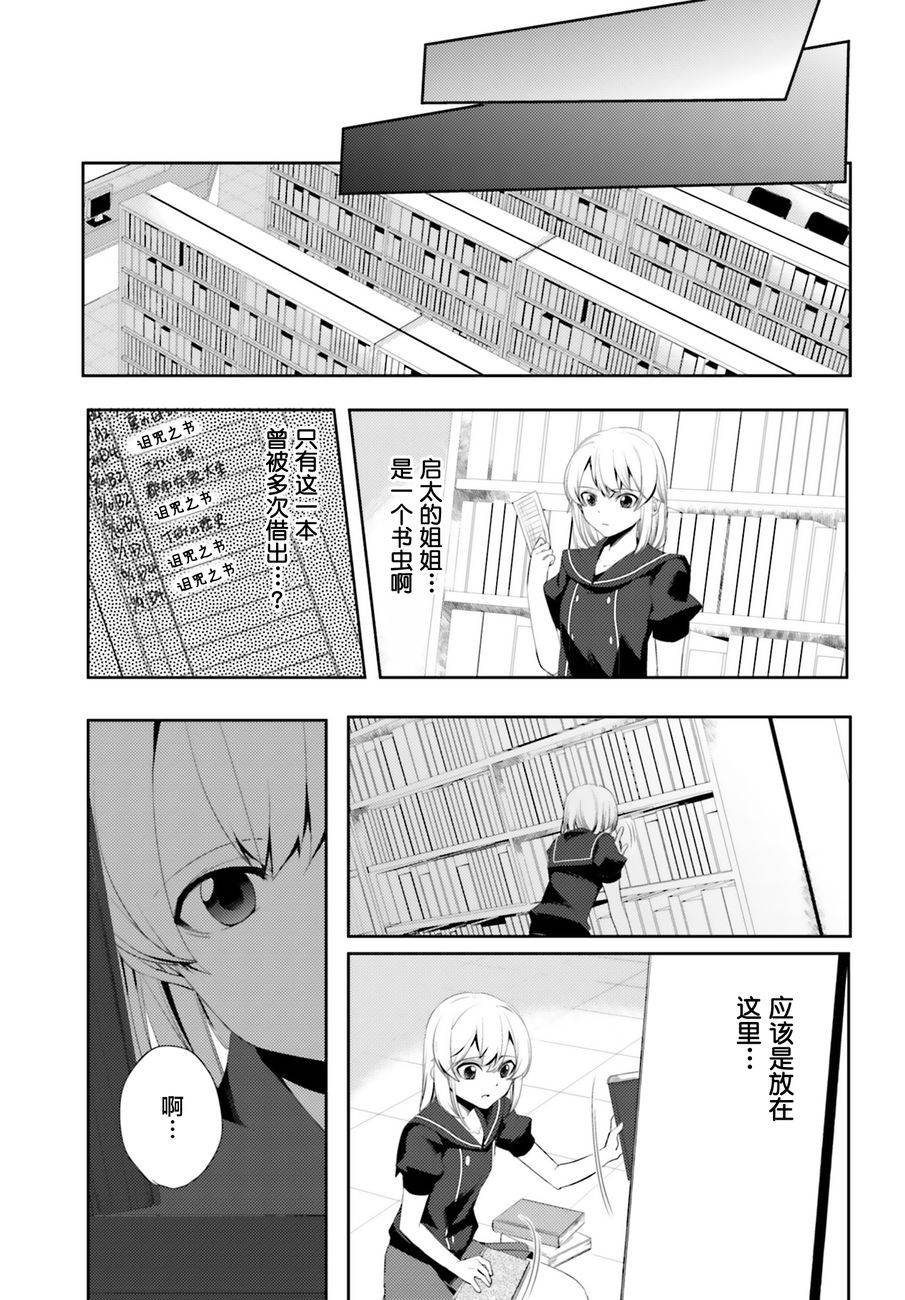 启太的姐姐…
是一个书虫啊
只有这一本
曾被多次借出…？
诅咒之书
诅咒之书
诅咒之书
诅咒之书
应该是放在
这里…
啊…